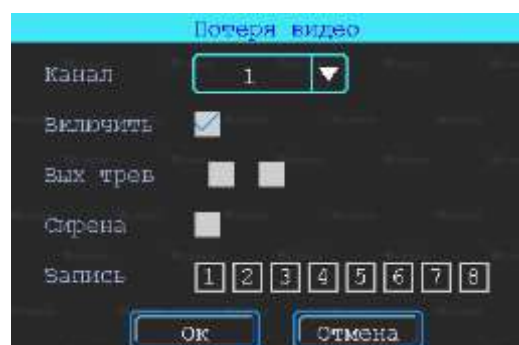 Потеря видео
Канал 1
Включить
Вых трев
Сирена
Запись 1 2 3 4 5 6 7 8
Ок Отмена